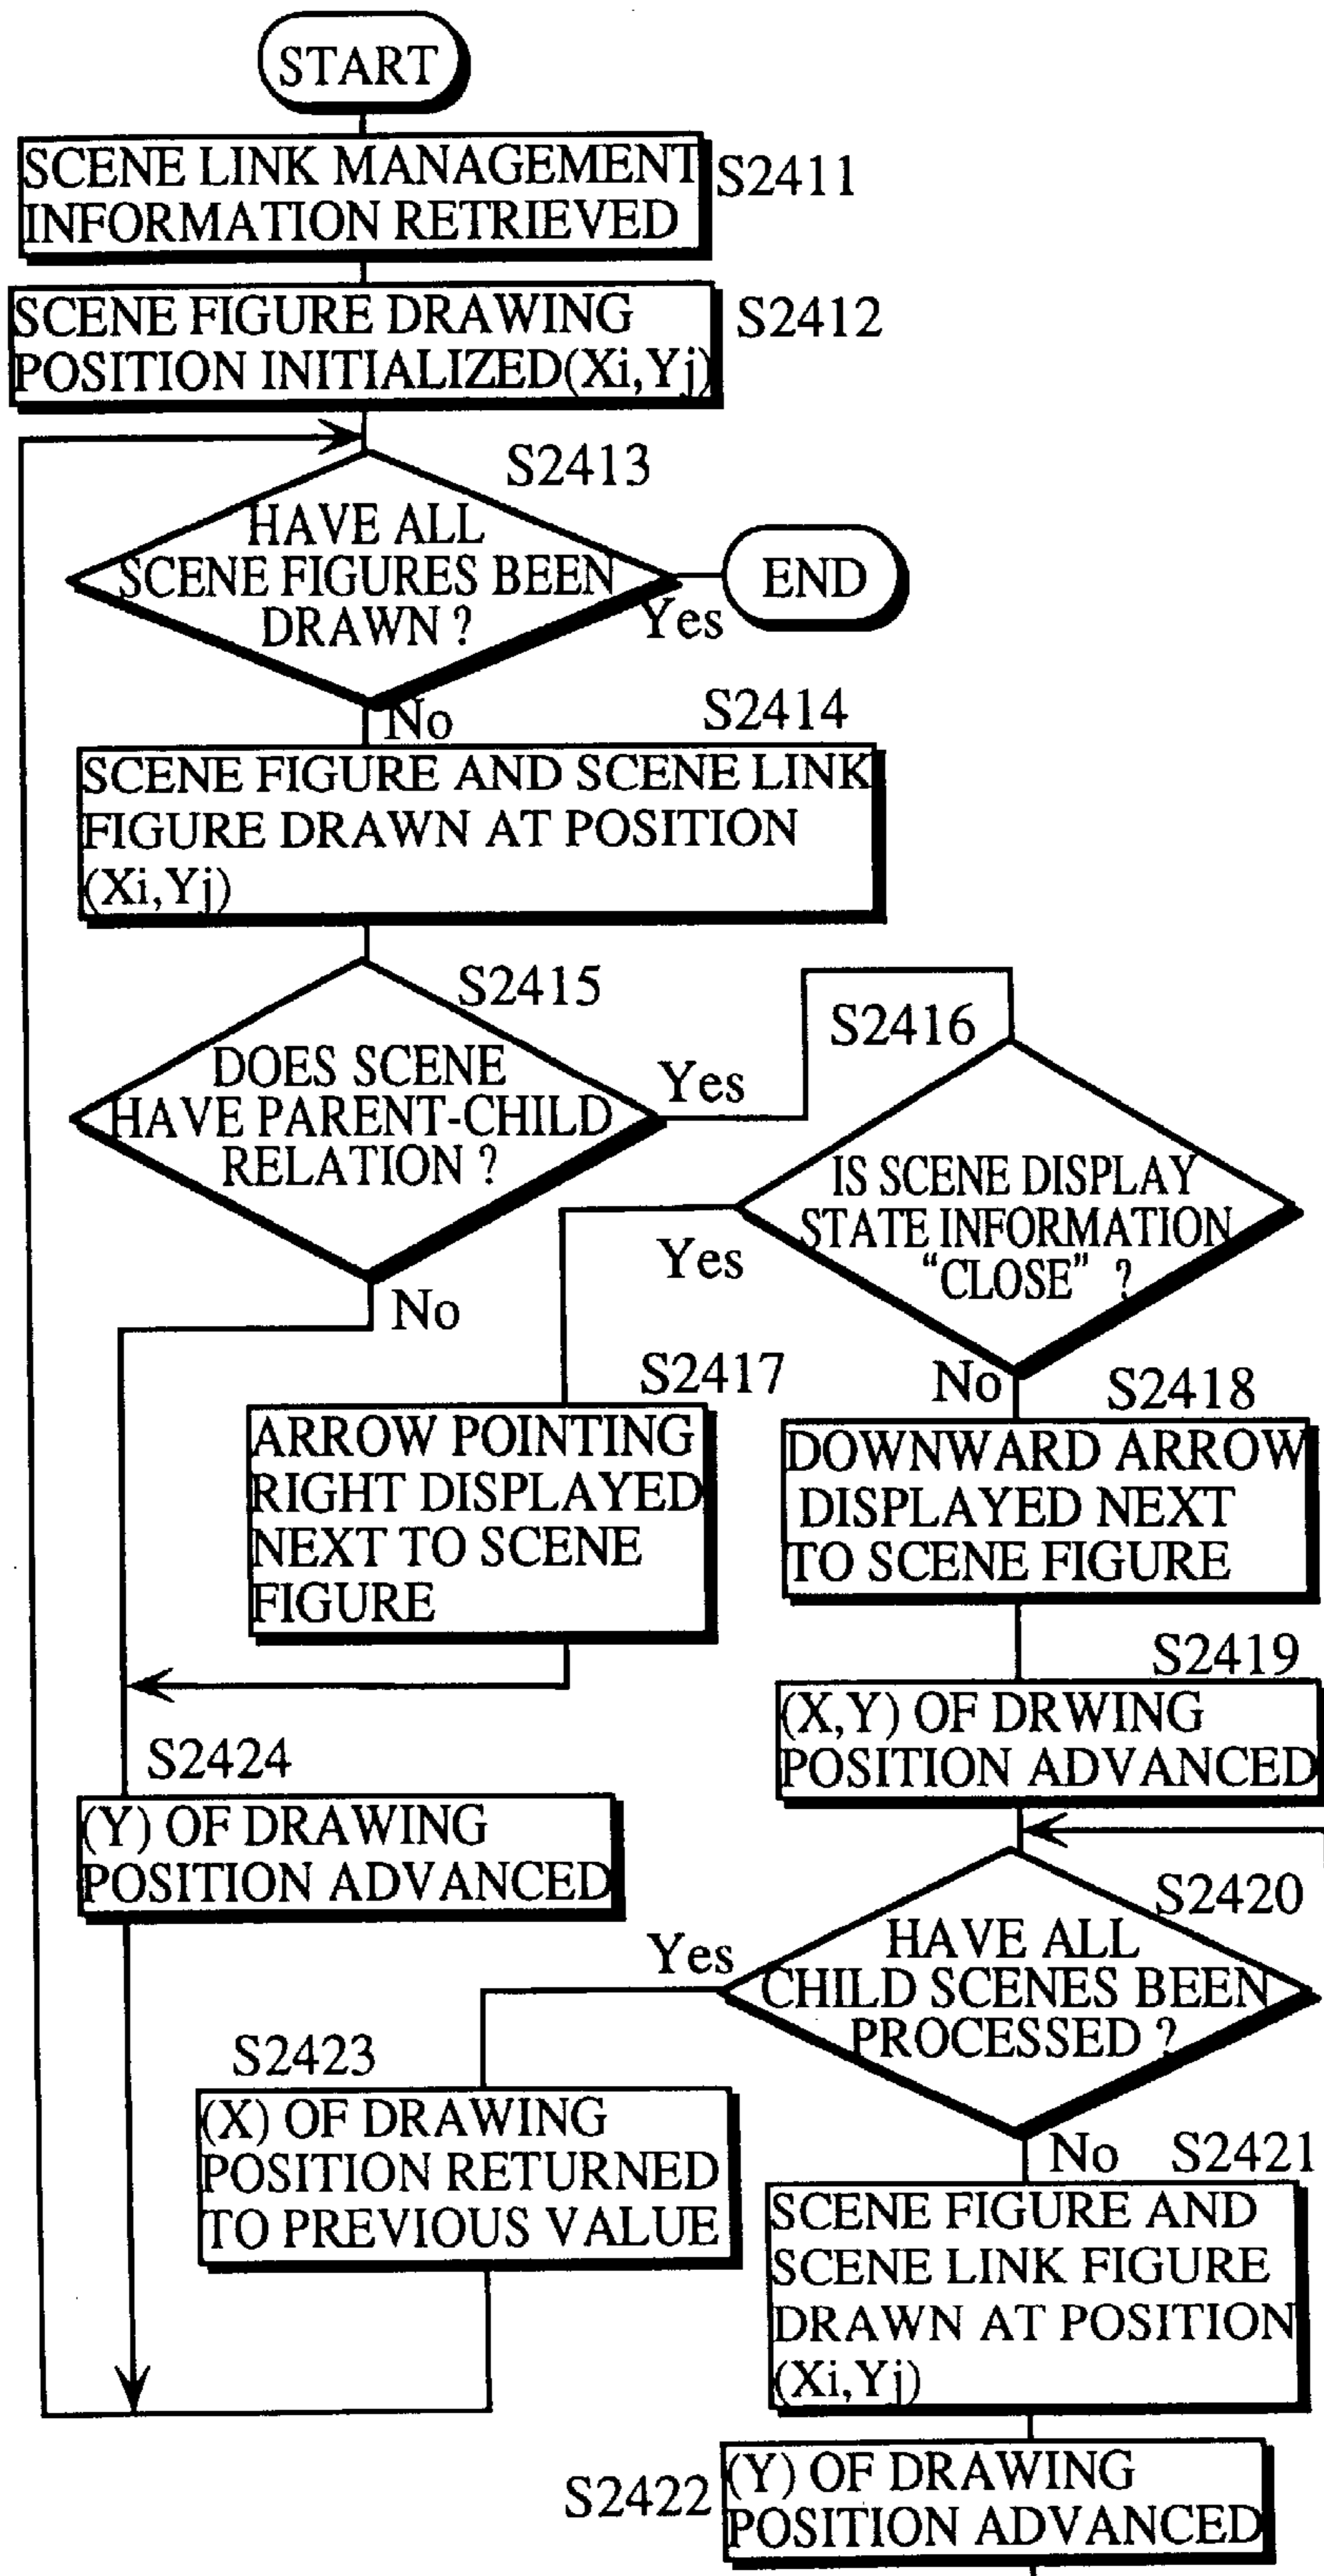 START
SCENE LINK MANAGEMENT
INFORMATION RETRIEVED
S2411
SCENE FIGURE DRAWING
POSITION INITIALIZED(Xi,Yj)
S2412
S2413
HAVE ALL
SCENE FIGURES BEEN
DRAWN ?
Yes
END
No
S2414
SCENE FIGURE AND SCENE LINK
FIGURE DRAWN AT POSITION
(Xi,Yj)
S2415
DOES SCENE
HAVE PARENT-CHILD
RELATION ?
Yes
No
S2416
IS SCENE DISPLAY
STATE INFORMATION
“CLOSE” ?
Yes
No
S2417
ARROW POINTING
RIGHT DISPLAYED
NEXT TO SCENE
FIGURE
S2418
DOWNWARD ARROW
DISPLAYED NEXT
TO SCENE FIGURE
S2419
(X,Y) OF DRWING
POSITION ADVANCED
S2424
(Y) OF DRAWING
POSITION ADVANCED
S2420
HAVE ALL
CHILD SCENES BEEN
PROCESSED ?
Yes
No
S2423
(X) OF DRAWING
POSITION RETURNED
TO PREVIOUS VALUE
S2421
SCENE FIGURE AND
SCENE LINK FIGURE
DRAWN AT POSITION
(Xi,Yj)
S2422
(Y) OF DRAWING
POSITION ADVANCED